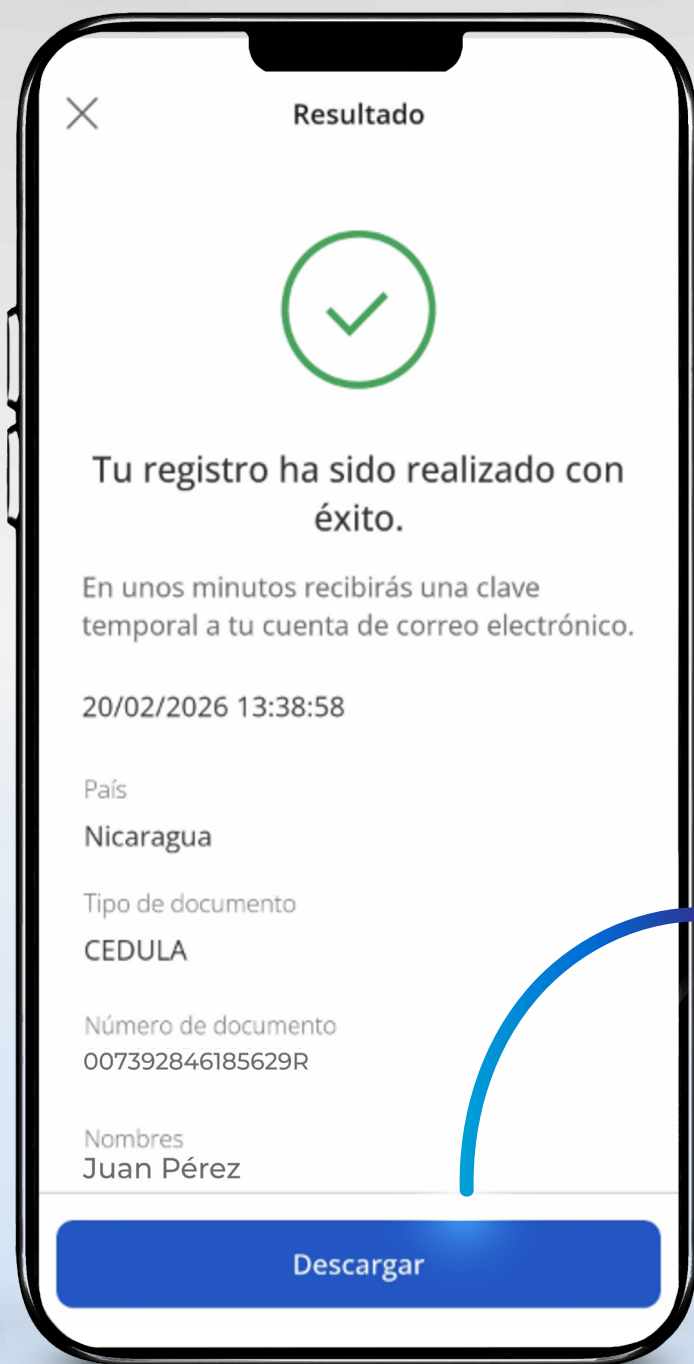 Resultado
Tu registro ha sido realizado con
éxito.
En unos minutos recibirás una clave
temporal a tu cuenta de correo electrónico.
20/02/2026 13:38:58
País
Nicaragua
Tipo de documento
CEDULA
Número de documento
007392846185629R
Nombres
Juan Pérez
Descargar